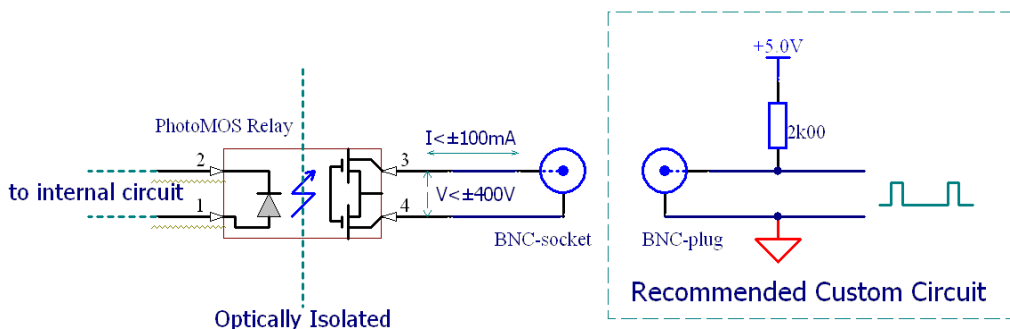 PhotoMOS Relay
2
3
to internal circuit
1
4
I<±100mA
V<±400V
BNC-socket
Optically Isolated
+5.0V
2k00
BNC-plug
Recommended Custom Circuit